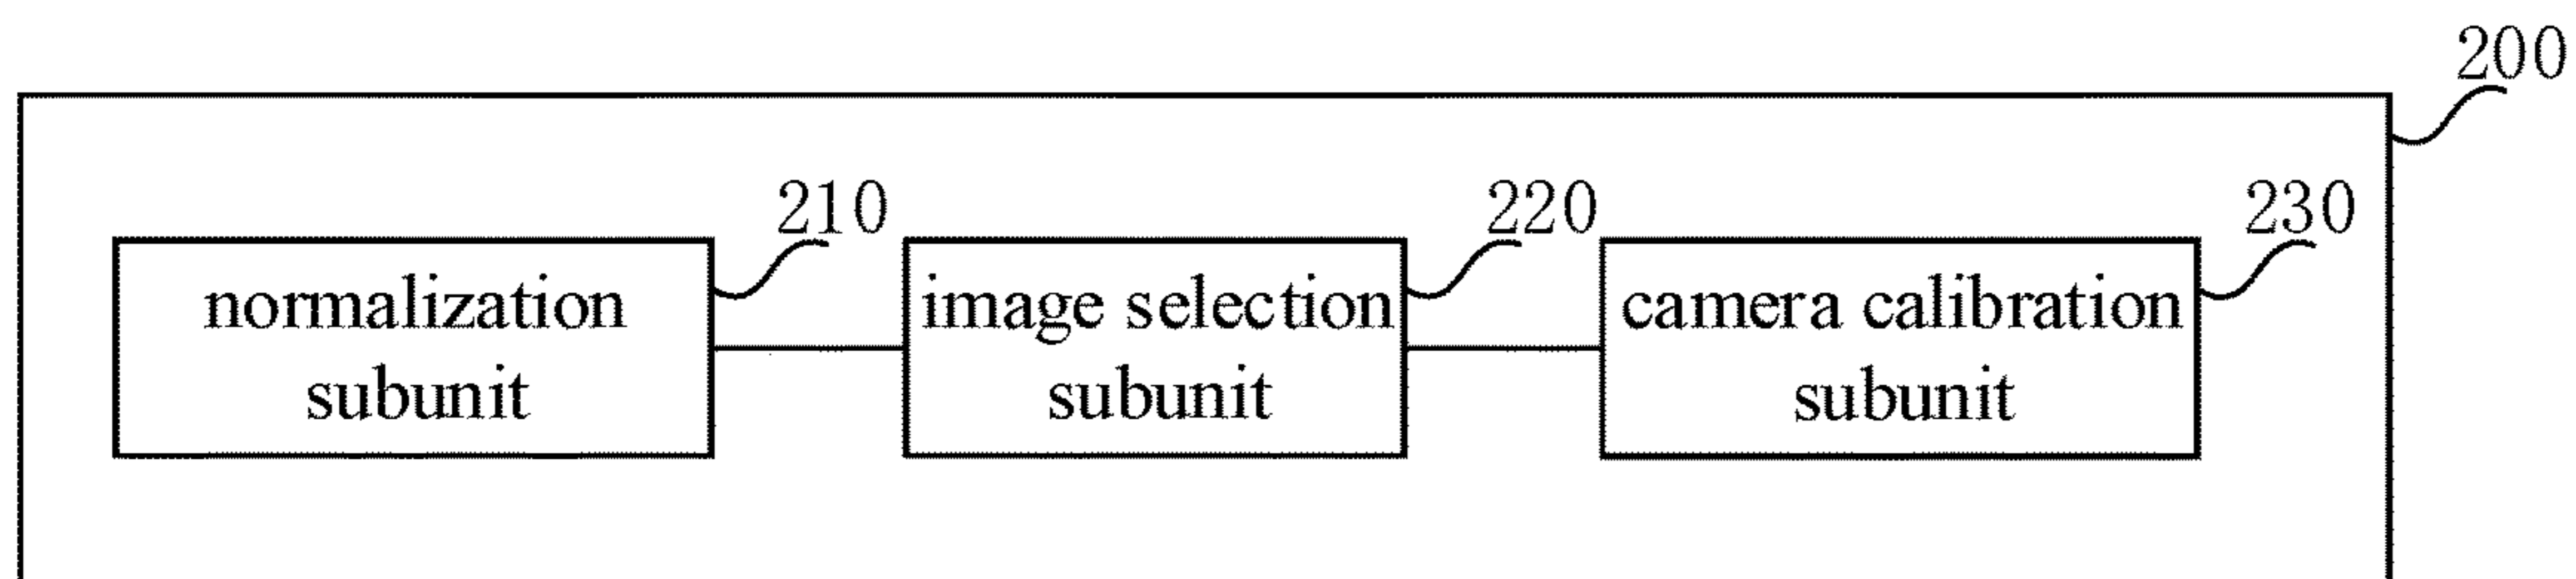 200
210
220
230
normalization
subunit
image selection
subunit
camera calibration
subunit